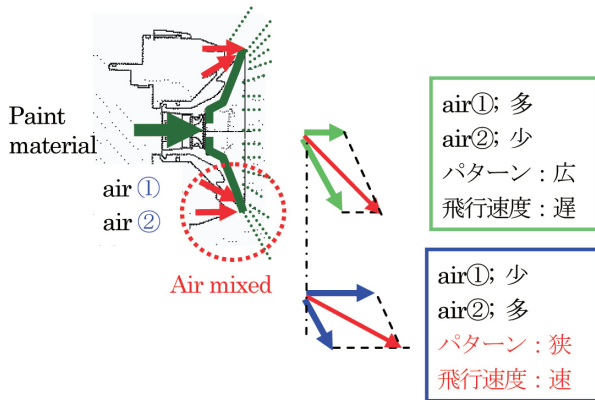 Paint
material
air ①
air ②
Air mixed
air①; 多
air②; 少
パターン：広
飛行速度：遅
air①; 少
air②; 多
パターン：狭
飛行速度：速